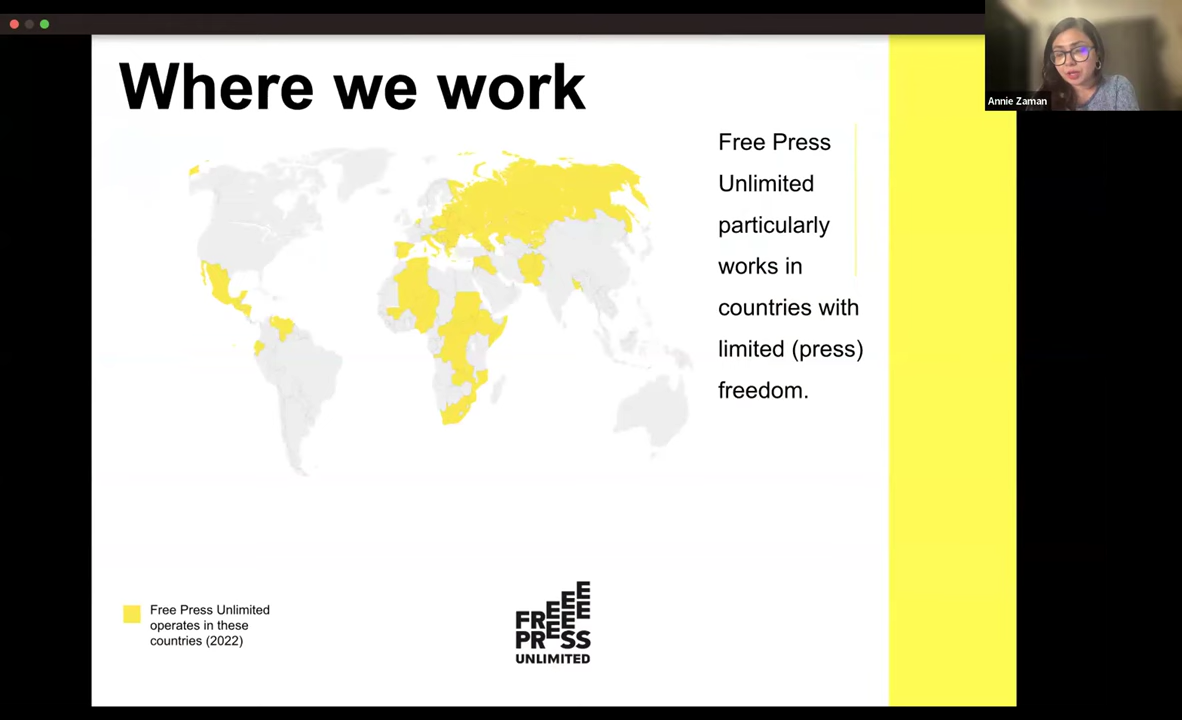 Where we work
Free Press
Unlimited
particularly
works in
countries with
limited (press)
freedom.
Annie Zaman
Free Press Unlimited
operates in these
countries (2022)
FREEEE
PRESS
UNLIMITED